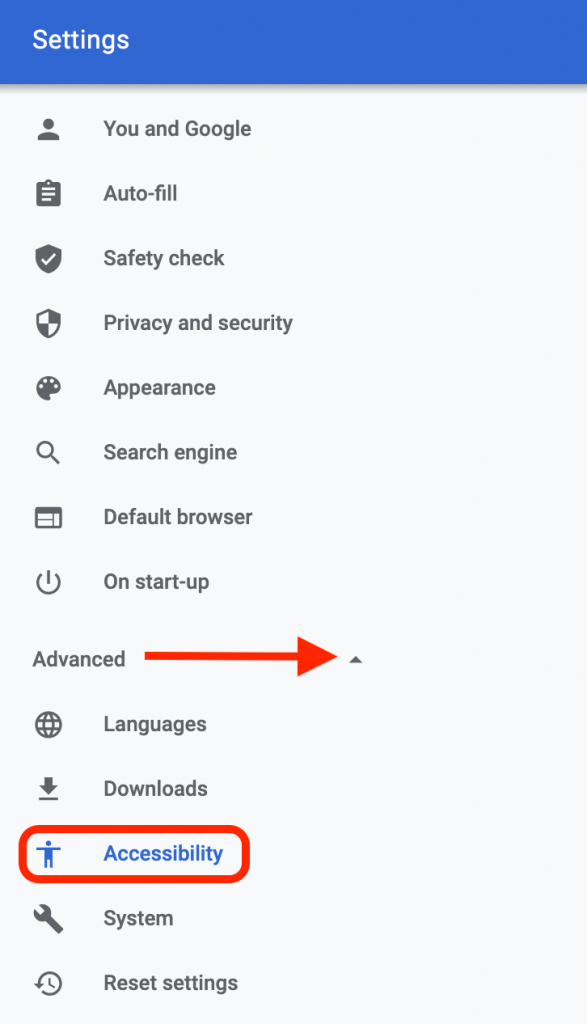 Settings
You and Google
Auto-fill
Safety check
Privacy and security
Appearance
Search engine
Default browser
On start-up
Advanced
Languages
Downloads
Accessibility
System
Reset settings